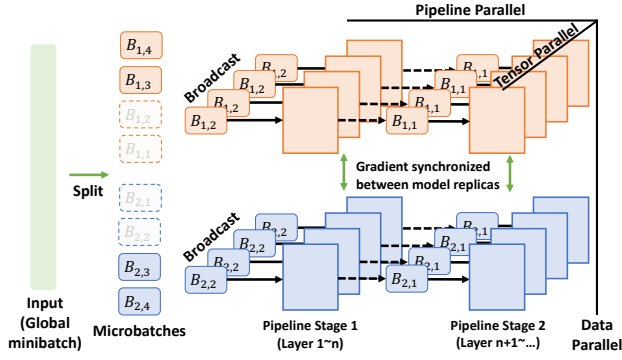 Pipeline Parallel
Tensor Parallel
Data
Parallel
Input
(Global
minibatch)
Split
B1,4
B1,3
B1,2
B1,1
B2,1
B2,2
B2,3
B2,4
Microbatches
Broadcast
B1,2
B1,2
B1,2
B1,2
B1,1
B1,1
B1,1
B1,1
Gradient synchronized
between model replicas
Broadcast
B2,2
B2,2
B2,2
B2,2
B2,1
B2,1
B2,1
B2,1
Pipeline Stage 1
(Layer 1~n)
Pipeline Stage 2
(Layer n+1~...)